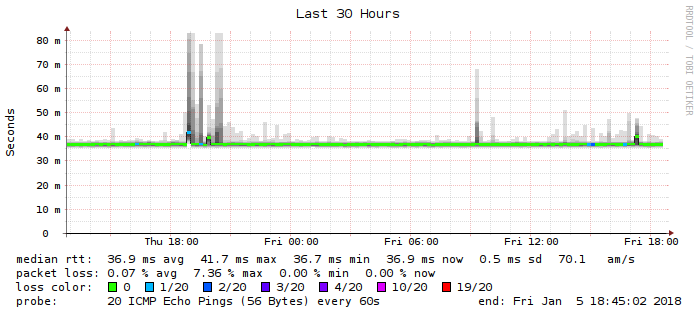 Last 30 Hours
RRDTOOL / TOBI OETIKER
Seconds
80 m
70 m
60 m
50 m
40 m
30 m
20 m
10 m
0
Thu 18:00 Fri 00:00 Fri 06:00 Fri 12:00 Fri 18:00
median rtt: 36.9 ms avg 41.7 ms max 36.7 ms min 36.9 ms now 0.5 ms sd 70.1 am/s
packet loss: 0.07 % avg 7.36 % max 0.00 % min 0.00 % now
loss color: 0 1/20 2/20 3/20 4/20 10/20 19/20
probe: 20 ICMP Echo Pings (56 Bytes) every 60s end: Fri Jan 5 18:45:02 2018